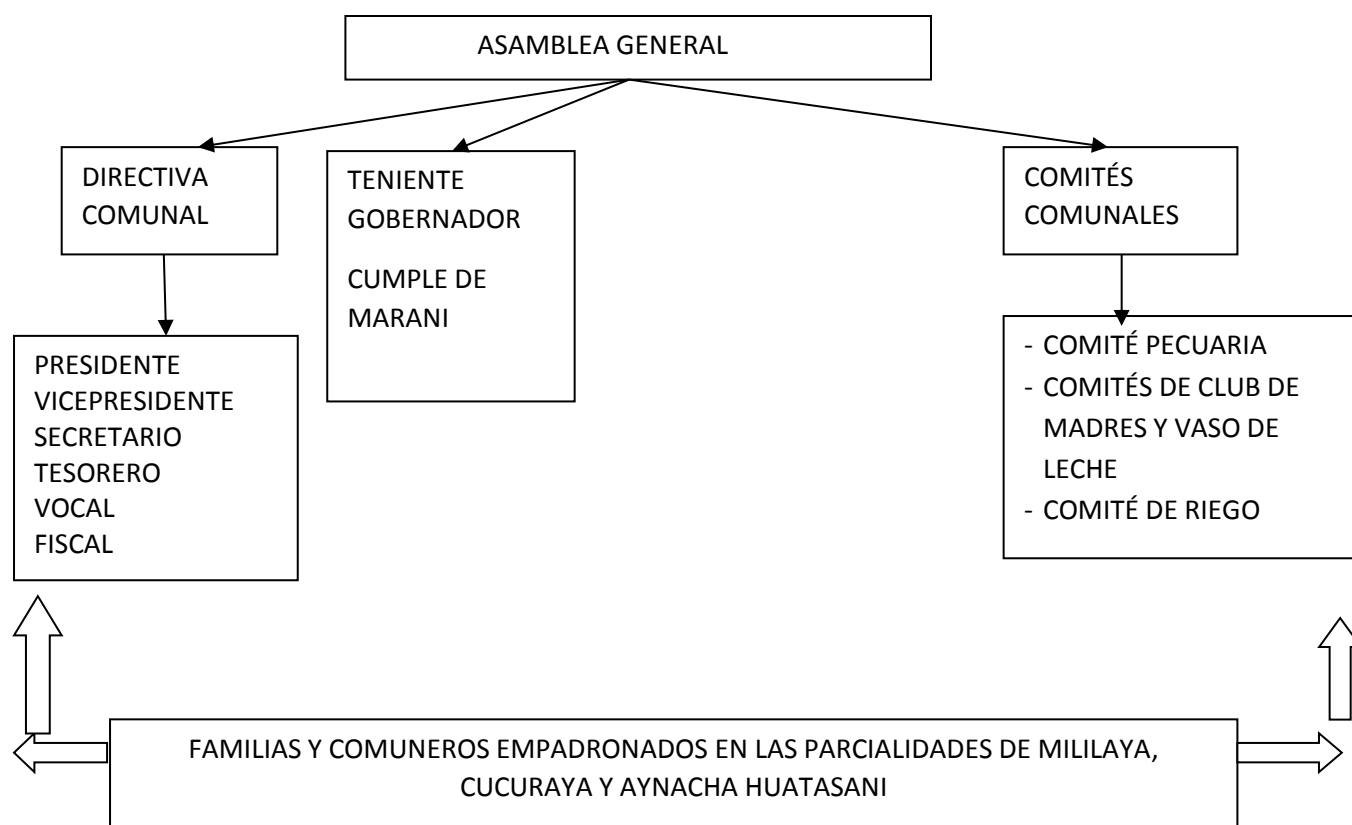 ASAMBLEA GENERAL
DIRECTIVA
COMUNAL
TENIENTE
GOBERNADOR
CUMPLE DE
MARANI
COMITÉS
COMUNALES
PRESIDENTE
VICEPRESIDENTE
SECRETARIO
TESORERO
VOCAL
FISCAL
- COMITÉ PECUARIA
- COMITÉS DE CLUB DE
MADRES Y VASO DE
LECHE
- COMITÉ DE RIEGO
FAMILIAS Y COMUNEROS EMPADRONADOS EN LAS PARCIALIDADES DE MILILAYA,
CUCURAYA Y AYNACHA HUATASANI